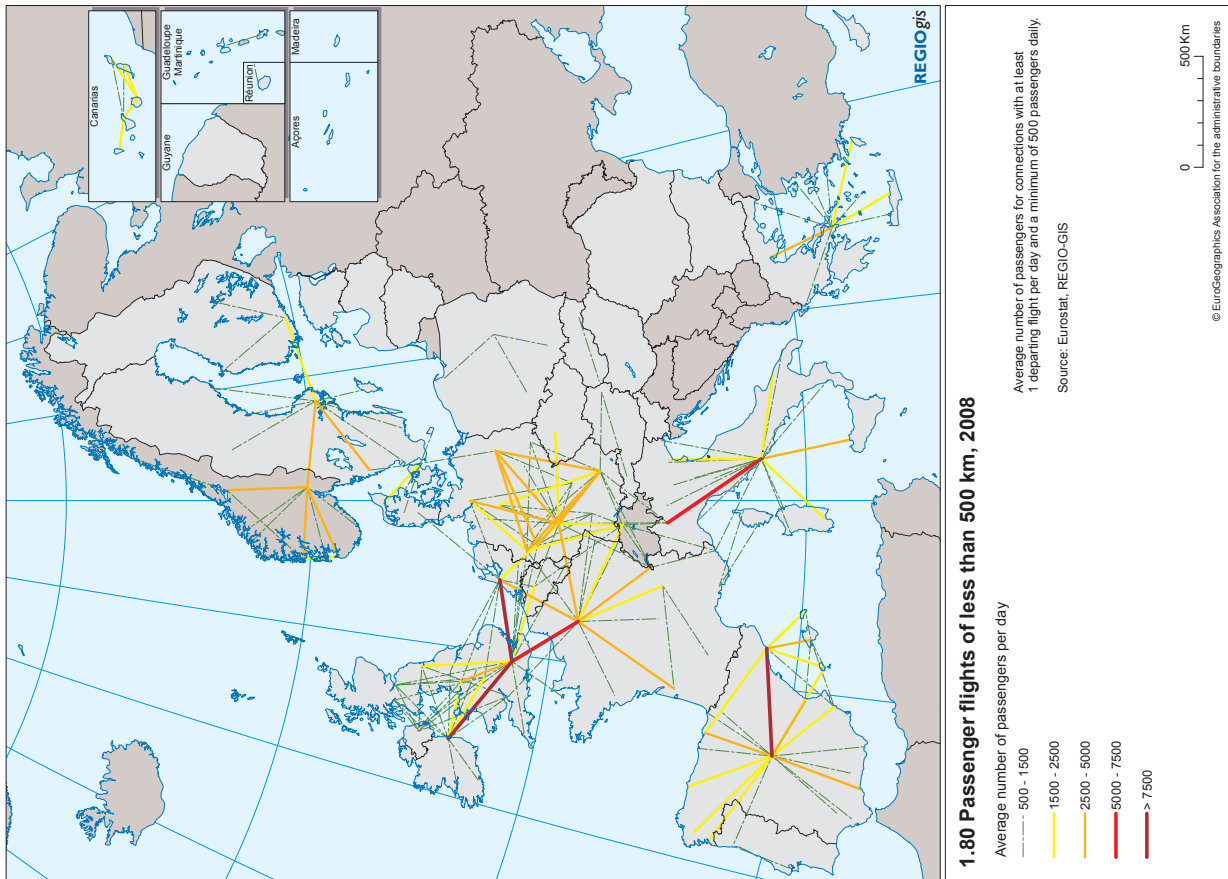 Canarias
Guyane
Guadeloupe
Martinique
Réunion
Açores
Madeira
REGIOgis
1.80 Passenger flights of less than 500 km, 2008
Average number of passengers per day
500 - 1500
1500 - 2500
2500 - 5000
5000 - 7500
> 7500
Average number of passengers for connections with at least
1 departing flight per day and a minimum of 500 passengers daily.
Source: Eurostat, REGIO-GIS
0 500 Km
© EuroGeographics Association for the administrative boundaries